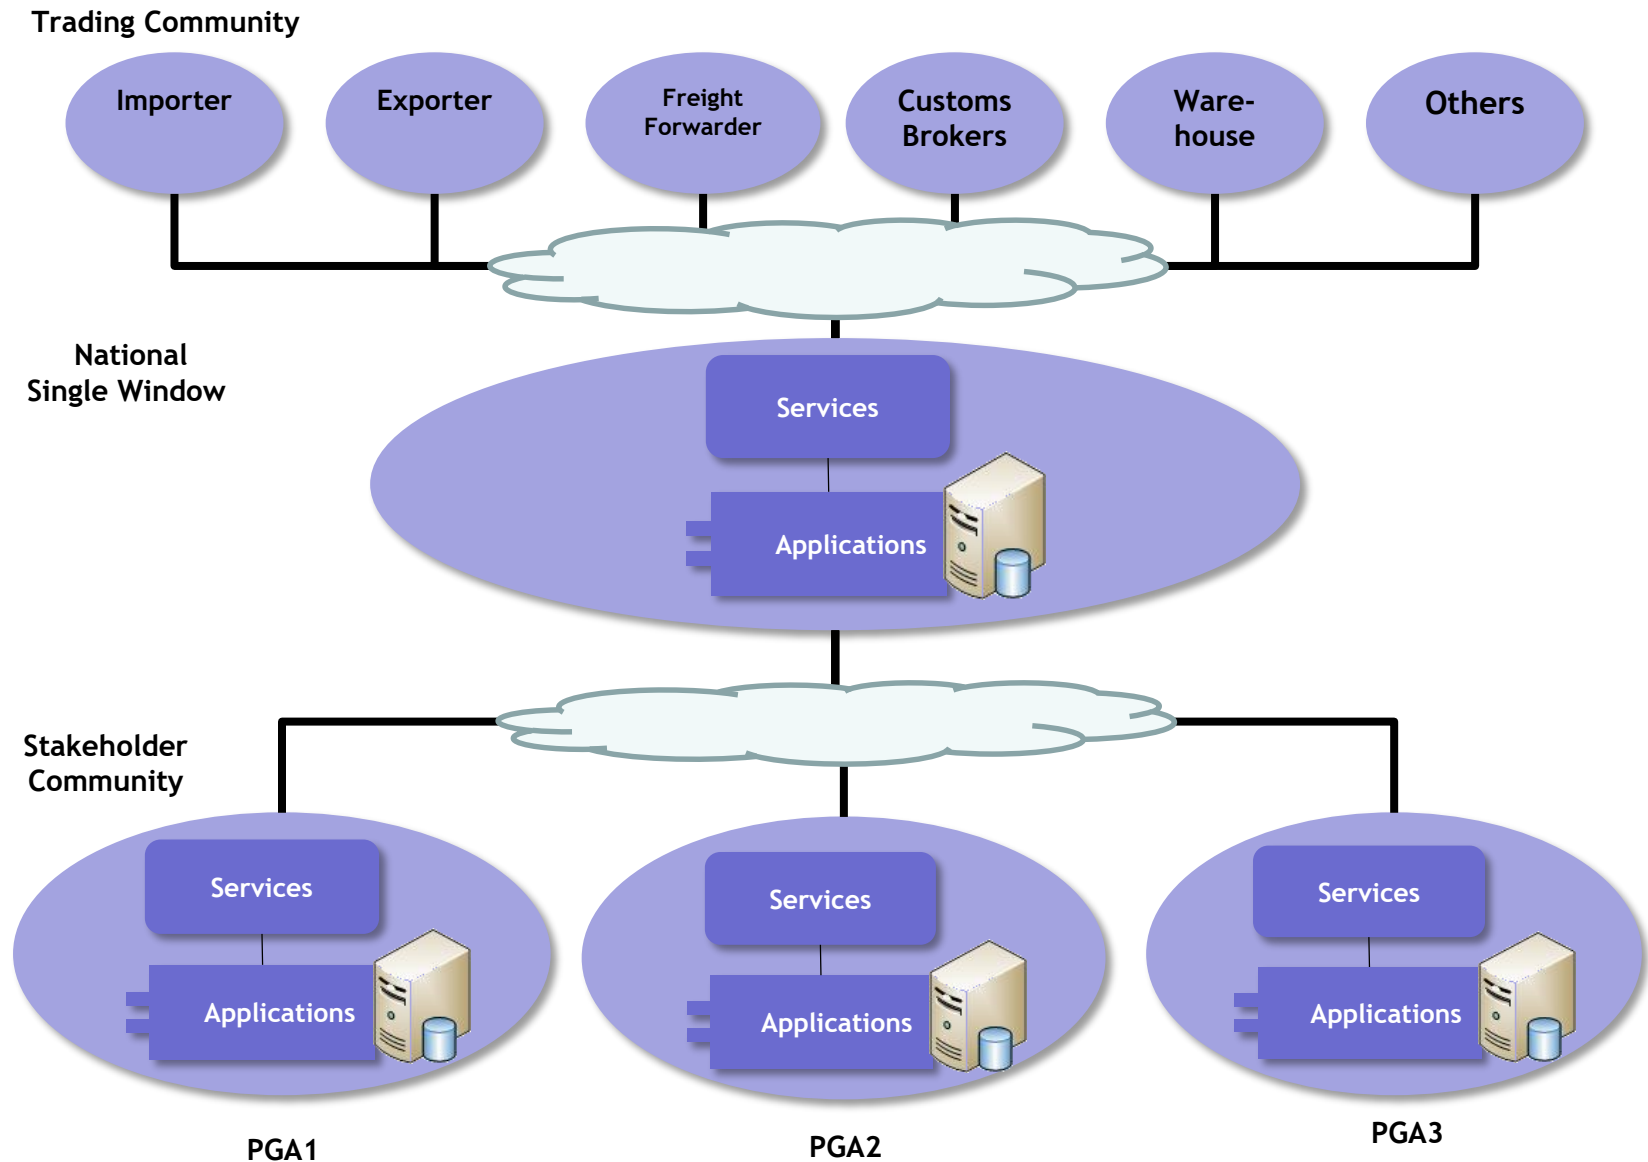 Trading Community
Importer
Exporter
Freight
Forwarder
Customs
Brokers
Ware-
house
Others
National
Single Window
Services
Applications
Stakeholder
Community
Services
Applications
Services
Applications
Services
Applications
PGA1
PGA2
PGA3